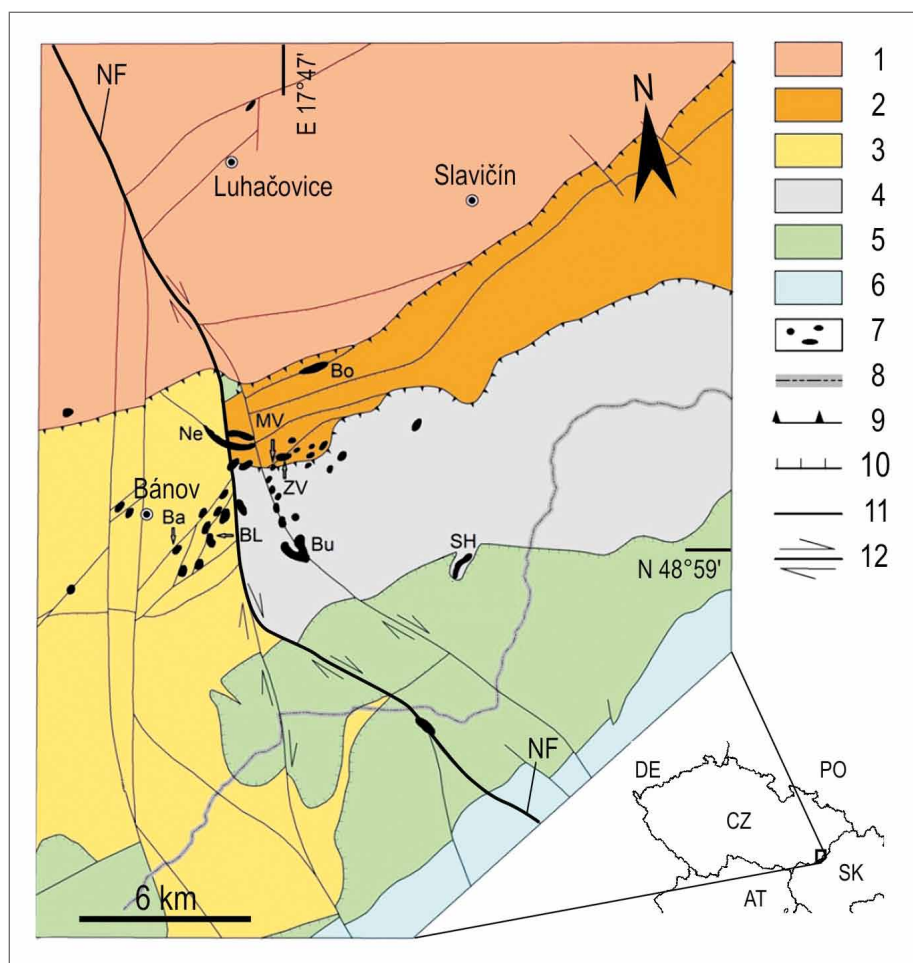 NF
E 17°47'
N
Luhačovice
Slavičín
Bo
MV
Ne
ZV
Bánov
Ba
BL
Bu
SH
N 48°59'
NF
6 km
1
2
3
4
5
6
7
8
9
10
11
12
DE
PO
CZ
SK
AT